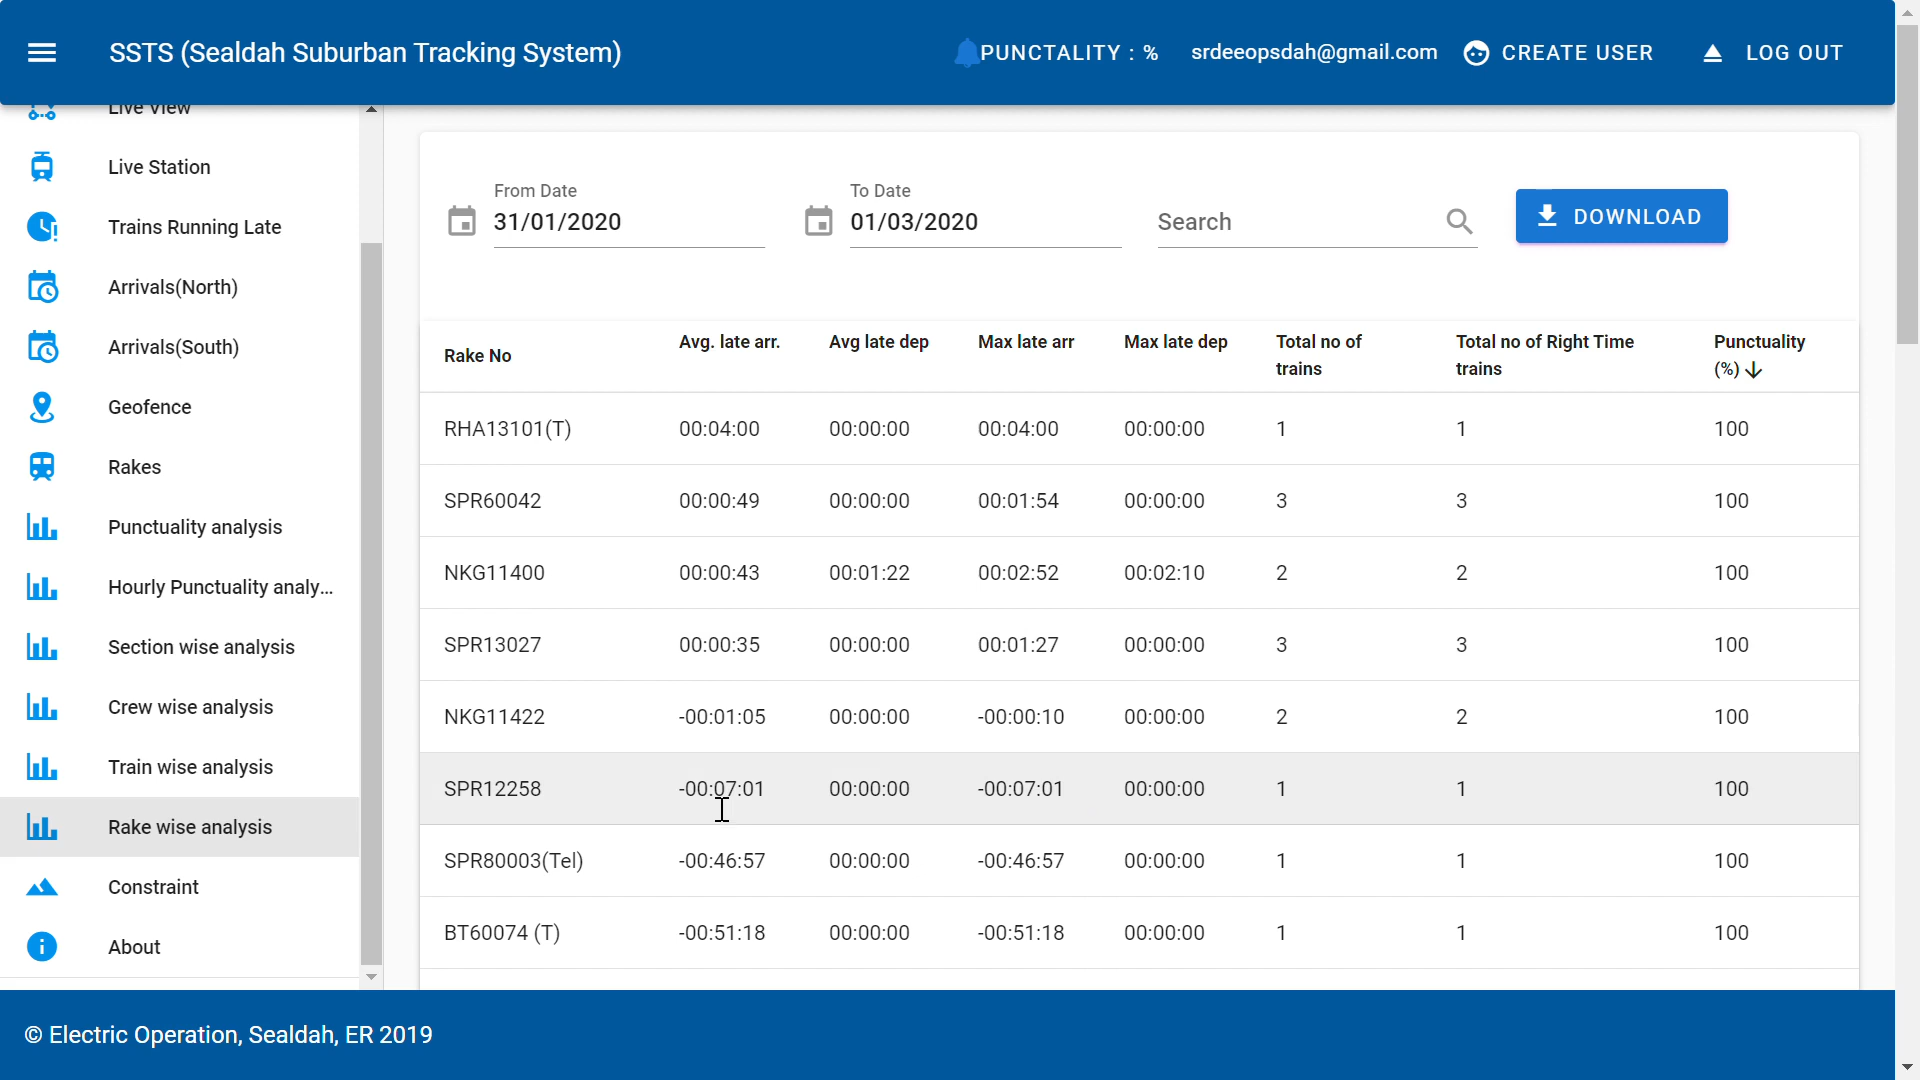 SSTS (Sealdah Suburban Tracking System)
PUNCTALITY : %
srdeeopsdah@gmail.com
CREATE USER
LOG OUT
Live View
Live Station
Trains Running Late
Arrivals(North)
Arrivals(South)
Geofence
Rakes
Punctuality analysis
Hourly Punctuality analy...
Section wise analysis
Crew wise analysis
Train wise analysis
Rake wise analysis
Constraint
About
From Date
31/01/2020
To Date
01/03/2020
Search
DOWNLOAD
Rake No Avg. late arr. Avg late dep Max late arr Max late dep Total no of trains Total no of Right Time trains Punctuality (%)
RHA13101(T) 00:04:00 00:00:00 00:04:00 00:00:00 1 1 100
SPR60042 00:00:49 00:00:00 00:01:54 00:00:00 3 3 100
NKG11400 00:00:43 00:01:22 00:02:52 00:02:10 2 2 100
SPR13027 00:00:35 00:00:00 00:01:27 00:00:00 3 3 100
NKG11422 -00:01:05 00:00:00 -00:00:10 00:00:00 2 2 100
SPR12258 -00:07:01 00:00:00 -00:07:01 00:00:00 1 1 100
SPR80003(Tel) -00:46:57 00:00:00 -00:46:57 00:00:00 1 1 100
BT60074 (T) -00:51:18 00:00:00 -00:51:18 00:00:00 1 1 100
© Electric Operation, Sealdah, ER 2019